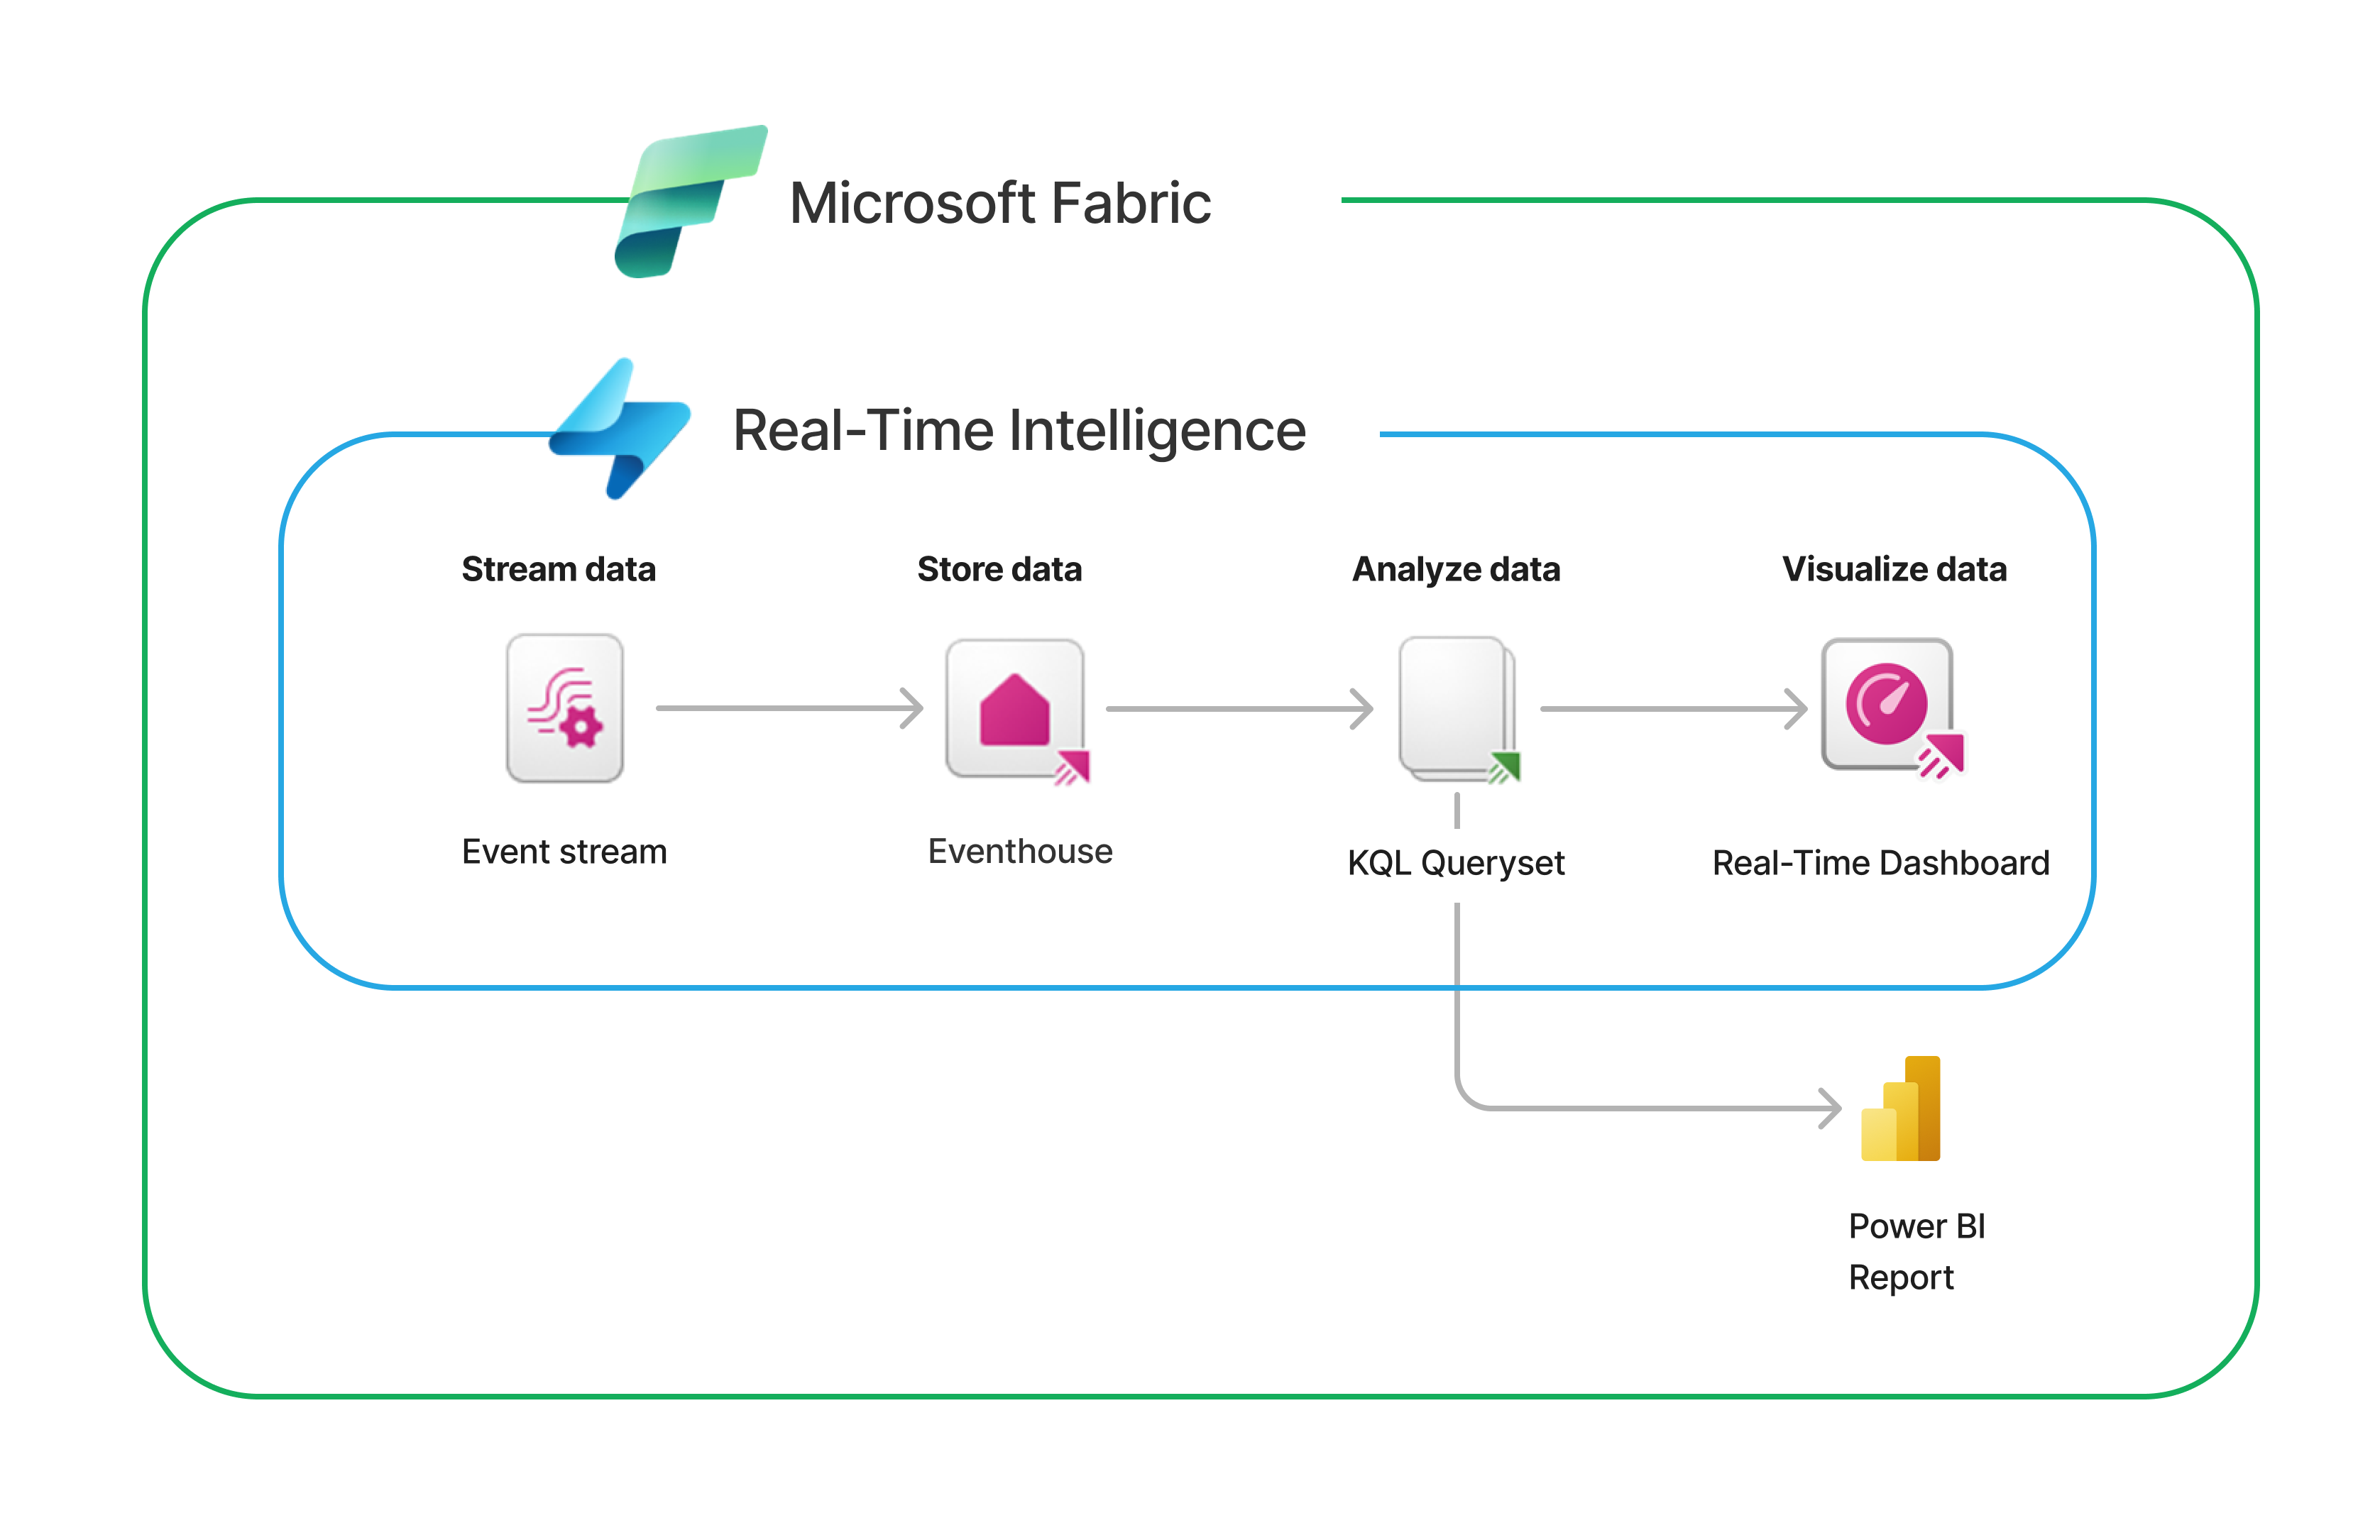 Microsoft Fabric
Real-Time Intelligence
Stream data
Store data
Analyze data
Visualize data
Event stream
Eventhouse
KQL Queryset
Real-Time Dashboard
Power BI
Report